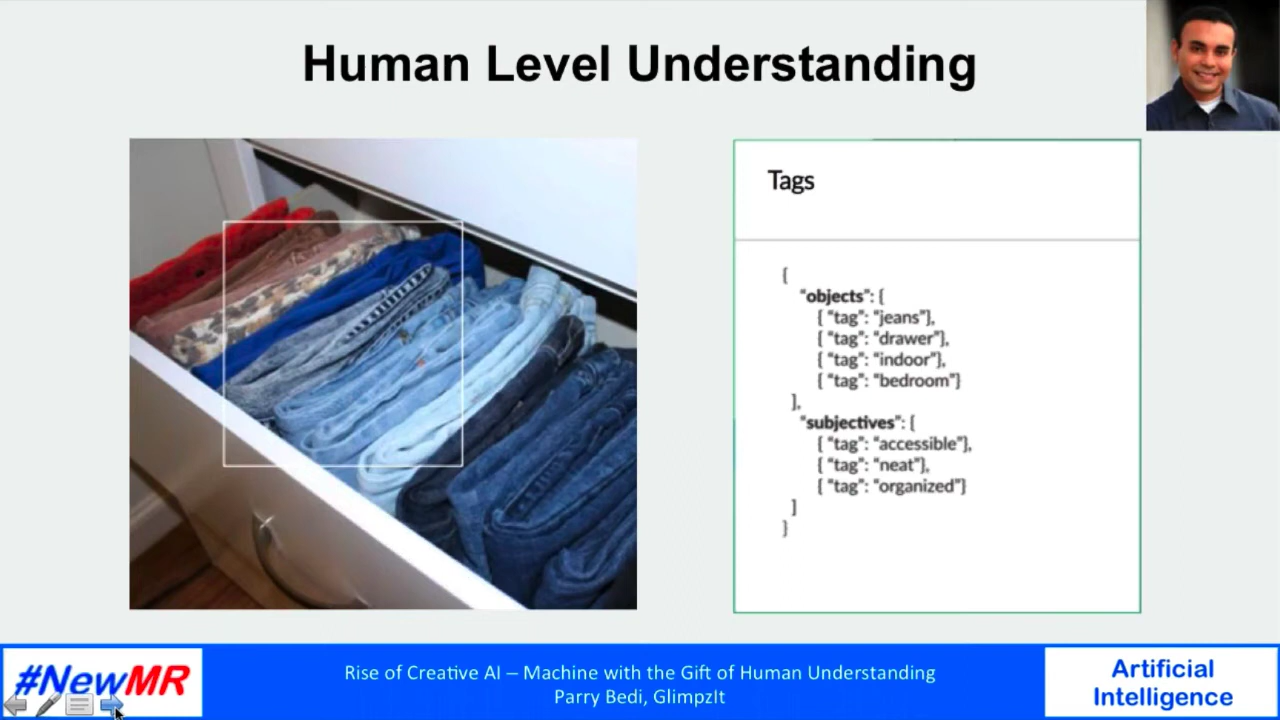 Human Level Understanding
Tags
{
"objects": [
{ "tag": "jeans"},
{ "tag": "drawer"},
{ "tag": "indoor"},
{ "tag": "bedroom"}
],
"subjectives": [
{ "tag": "accessible"},
{ "tag": "neat"},
{ "tag": "organized"}
]
}
#NewMR
Rise of Creative AI – Machine with the Gift of Human Understanding
Parry Bedi, GlimpzIt
Artificial
Intelligence